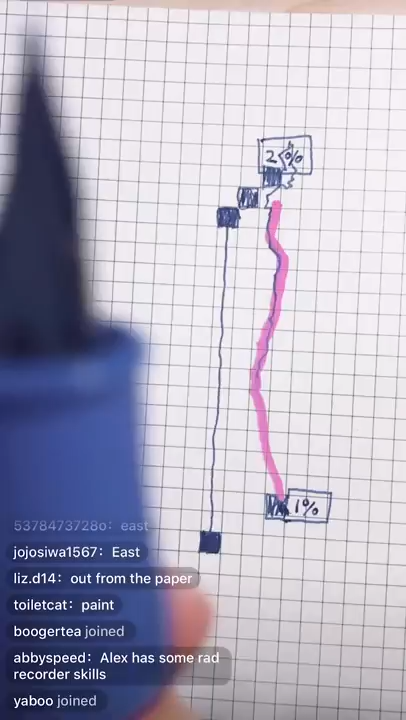 2%
1%
5378473728o: east
jojosiwa1567: East
liz.d14: out from the paper
toiletcat: paint
boogertea joined
abbyspeed: Alex has some rad
recorder skills
yaboo joined